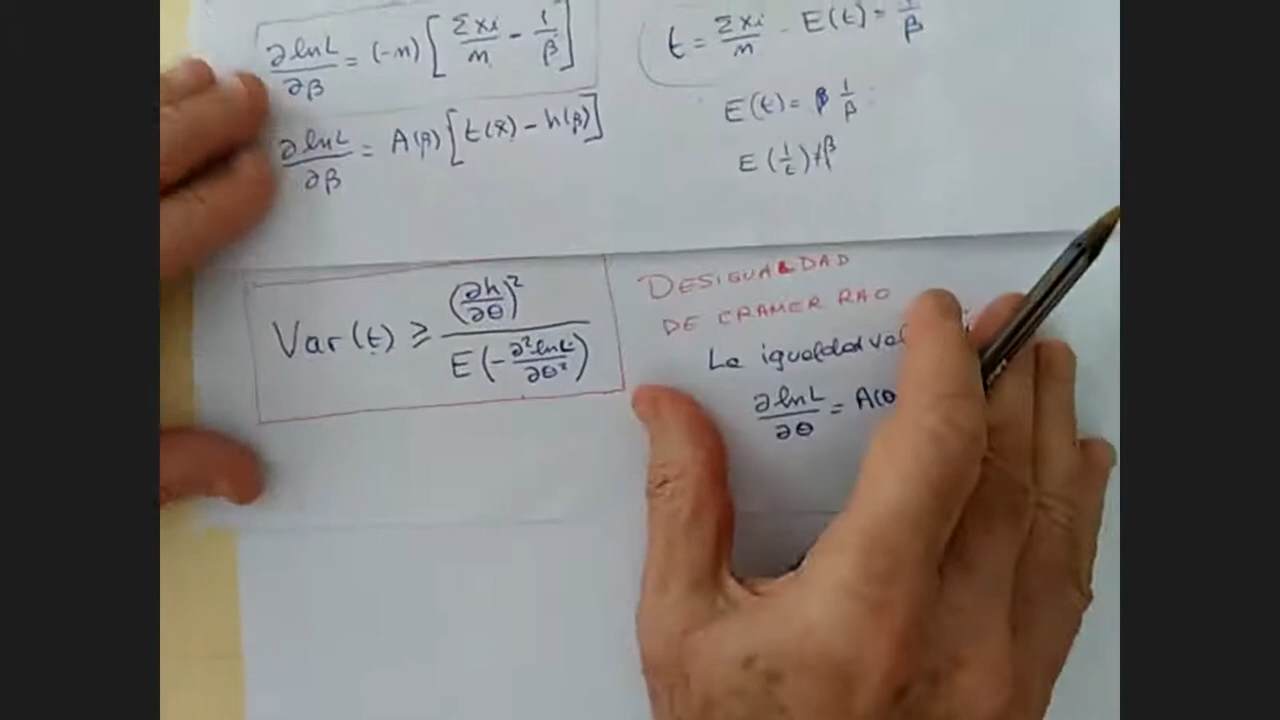 ∂lnL/∂β = (-n) [ Σxi/n - 1/β ]
∂lnL/∂β = A(β) [ t(x̃) - h(β) ]
t = Σxi/n - E(t) = 1/β
E(t) = β 1/β
E(1/t) ≠ β
Var(t) ≥ (∂h/∂θ)² / E(-∂²lnL/∂θ²)
DESIGUALDAD
DE CRAMER RAO
La igualdad
∂lnL/∂θ = A(θ